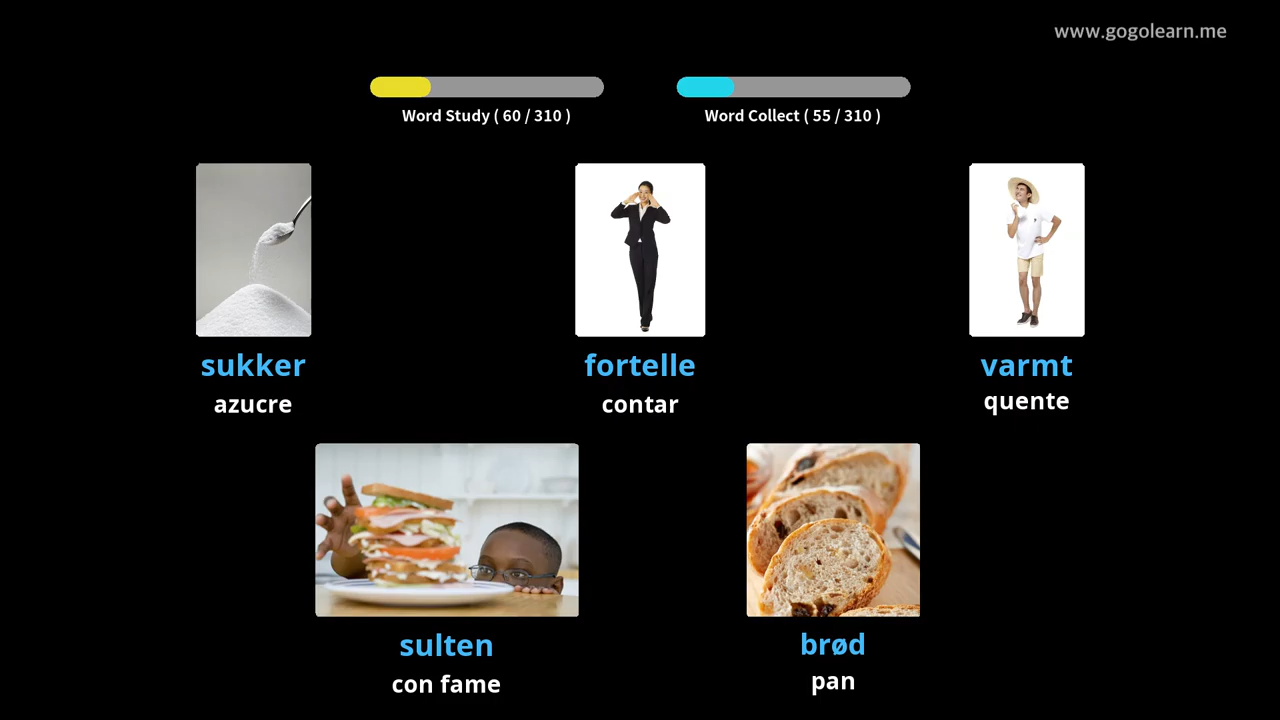 www.gogolearn.me
Word Study ( 60 / 310 )
Word Collect ( 55 / 310 )
sukker
fortelle
varmt
azucre
contar
quente
sulten
brød
con fame
pan